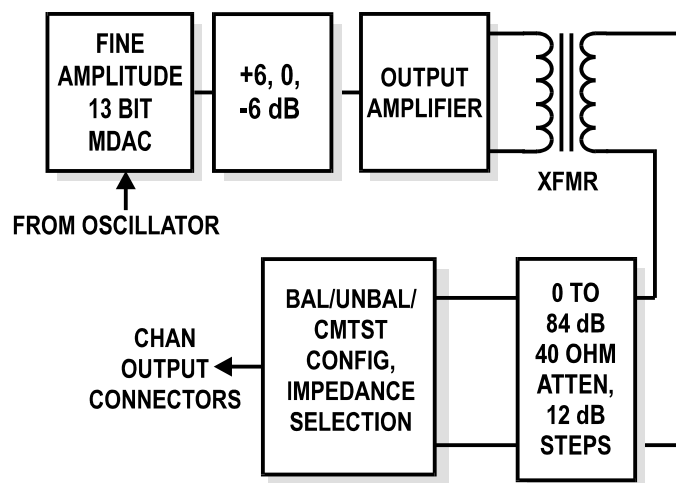 FINE
AMPLITUDE
13 BIT
MDAC
+6, 0,
-6 dB
OUTPUT
AMPLIFIER
XFMR
FROM OSCILLATOR
BAL/UNBAL/
CMTST
CONFIG,
IMPEDANCE
SELECTION
0 TO
84 dB
40 OHM
ATTEN,
12 dB
STEPS
CHAN
OUTPUT
CONNECTORS